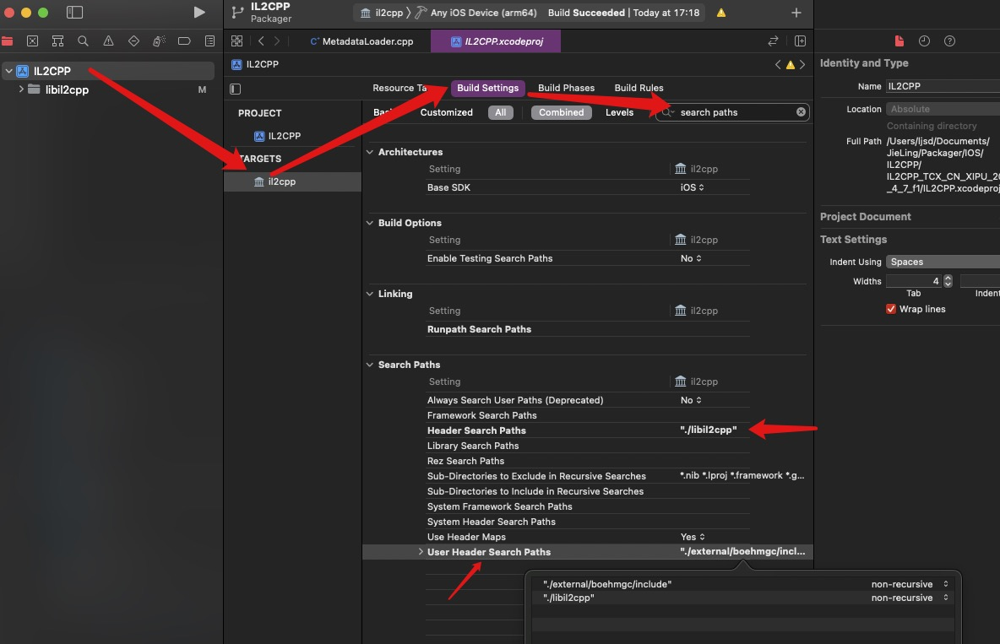 IL2CPP
Packager
il2cpp
Any iOS Device (arm64)
Build Succeeded | Today at 17:18
MetadataLoader.cpp
IL2CPP.xcodeproj
IL2CPP
libil2cpp
M
IL2CPP
Resource Ta
Build Settings
Build Phases
Build Rules
PROJECT
IL2CPP
TARGETS
il2cpp
Customized
All
Combined
Levels
search paths
Architectures
Setting
il2cpp
Base SDK
iOS
Build Options
Setting
il2cpp
Enable Testing Search Paths
No
Linking
Setting
il2cpp
Runpath Search Paths
Search Paths
Setting
il2cpp
Always Search User Paths (Deprecated)
No
Framework Search Paths
Header Search Paths
"./libil2cpp"
Library Search Paths
Rez Search Paths
Sub-Directories to Exclude in Recursive Searches
*.nib *.lproj *.framework *.g...
Sub-Directories to Include in Recursive Searches
System Framework Search Paths
System Header Search Paths
Use Header Maps
Yes
User Header Search Paths
"./external/boehmgc/incl...
"./external/boehmgc/include"
non-recursive
"./libil2cpp"
non-recursive
Identity and Type
Name
IL2CPP
Location
Absolute
Containing directory
Full Path
/Users/ljsd/Documents/
JieLing/Packager/IOS/
IL2CPP/
IL2CPP_TCX_CN_XIPU_20
_4_7_f1/IL2CPP.xcodeproj
Project Document
Text Settings
Indent Using
Spaces
Widths
4
Tab
Indent
Wrap lines